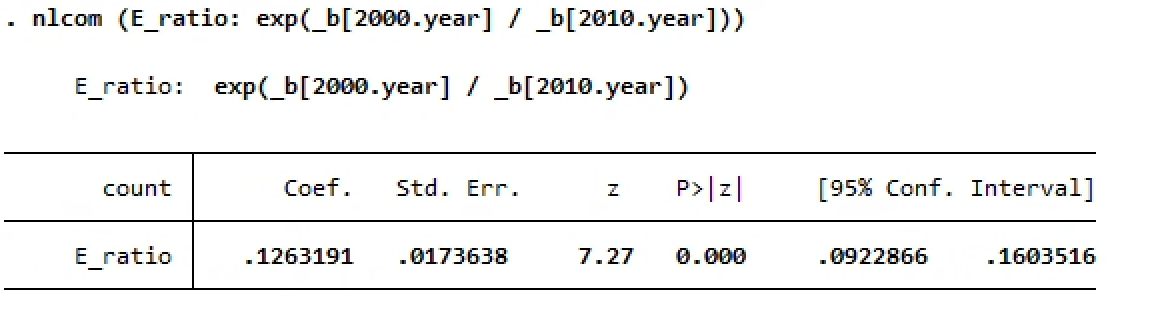 . nlcom (E_ratio: exp(_b[2000.year] / _b[2010.year]))
E_ratio: exp(_b[2000.year] / _b[2010.year])
count Coef. Std. Err. z P>|z| [95% Conf. Interval]
E_ratio .1263191 .0173638 7.27 0.000 .0922866 .1603516